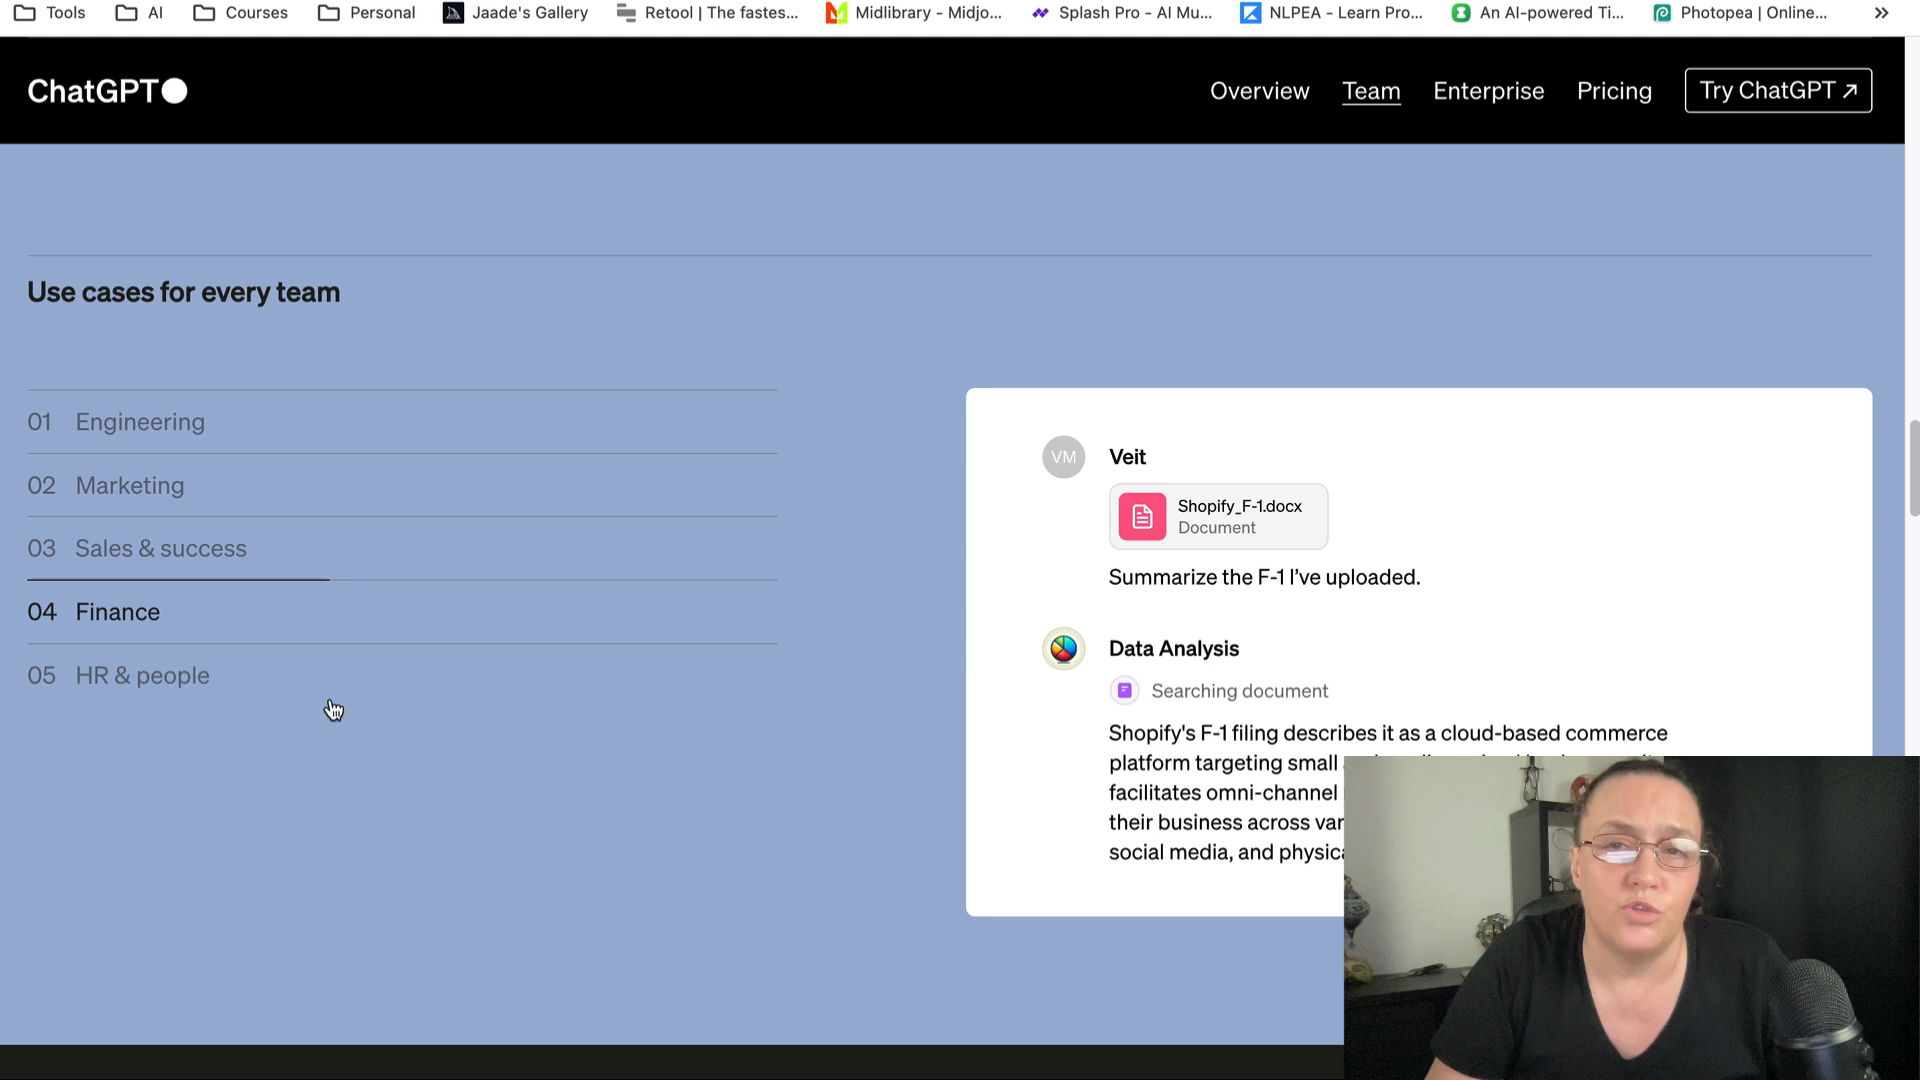 Tools AI Courses Personal Jaade's Gallery Retool | The fastes... Midlibrary - Midjo... Splash Pro - AI Mu... NLPEA - Learn Pro... An AI-powered Ti... Photopea | Online... »
ChatGPT Overview Team Enterprise Pricing Try ChatGPT ↗
Use cases for every team
01 Engineering
02 Marketing
03 Sales & success
04 Finance
05 HR & people
VM Veit
Shopify_F-1.docx
Document
Summarize the F-1 I've uploaded.
Data Analysis
Searching document
Shopify's F-1 filing describes it as a cloud-based commerce
platform targeting small
facilitates omni-channel
their business across
social media, and